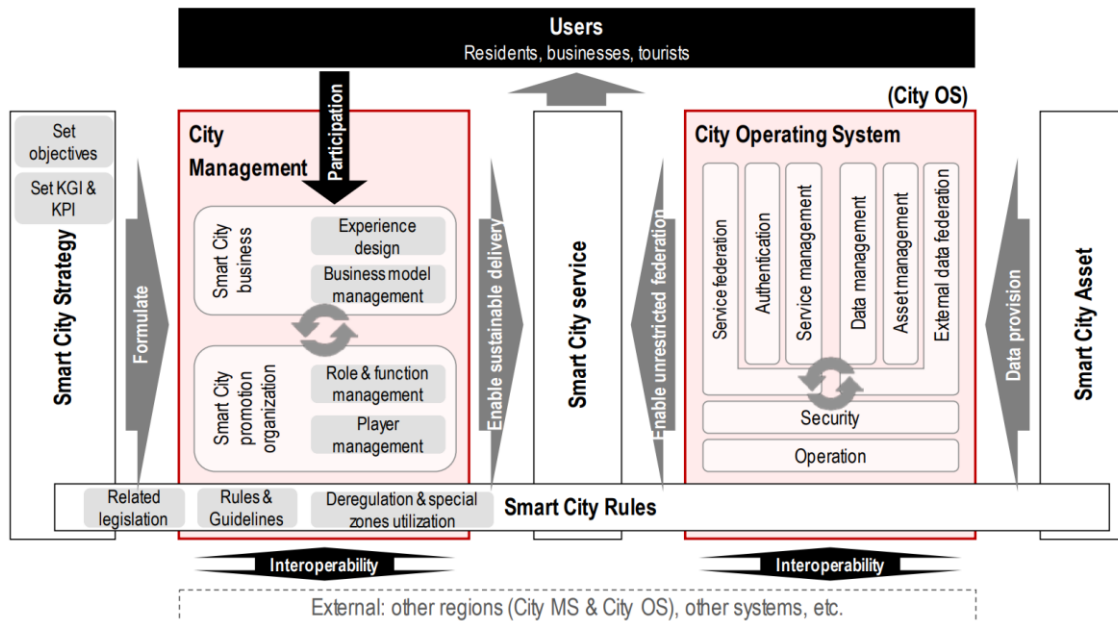 Users
Residents, businesses, tourists
(City OS)
Set
objectives
Set KGI &
KPI
Smart City Strategy
Formulate
City
Management
Participation
Smart City
business
Experience
design
Business model
management
Smart City
promotion
organization
Role & function
management
Player
management
Enable sustainable delivery
Smart City service
Enable unrestricted federation
City Operating System
Service federation
Authentication
Service management
Data management
Asset management
External data federation
Security
Operation
Data provision
Smart City Asset
Related
legislation
Rules &
Guidelines
Deregulation & special
zones utilization
Smart City Rules
Interoperability
Interoperability
External: other regions (City MS & City OS), other systems, etc.